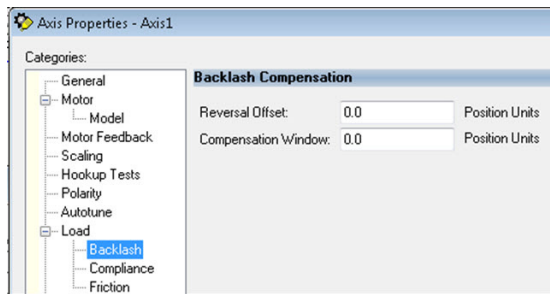 Axis Properties - Axis1
Categories:
General
Motor
Model
Motor Feedback
Scaling
Hookup Tests
Polarity
Autotune
Load
Backlash
Compliance
Friction
Backlash Compensation
Reversal Offset: 0.0 Position Units
Compensation Window: 0.0 Position Units